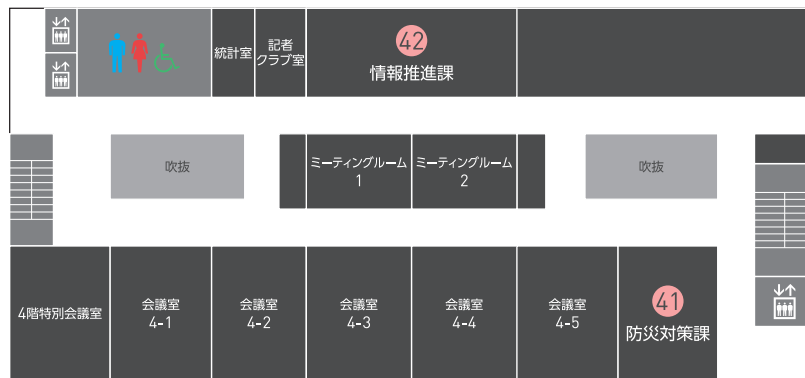 統計室
記者
クラブ室
42
情報推進課
吹抜
ミーティングルーム
1
ミーティングルーム
2
吹抜
4階特別会議室
会議室
4-1
会議室
4-2
会議室
4-3
会議室
4-4
会議室
4-5
41
防災対策課